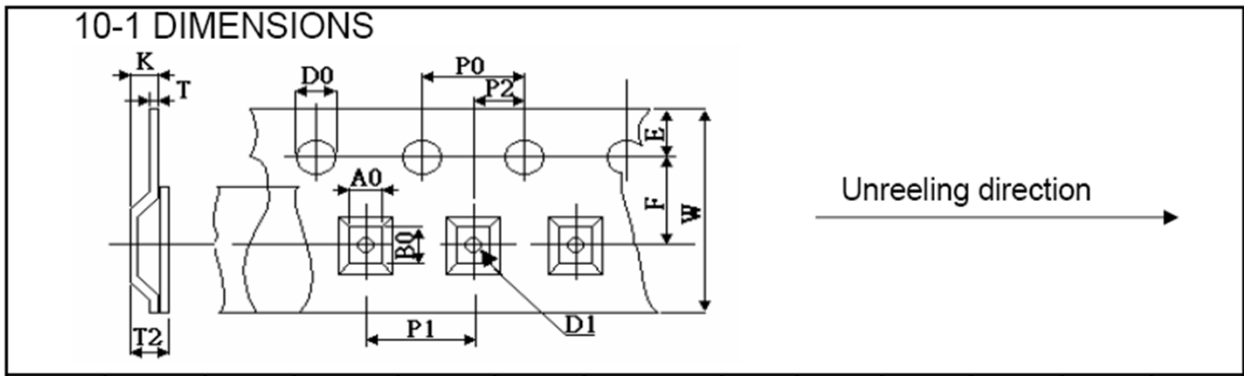 10-1 DIMENSIONS
K
T
D0
P0
P2
E
A0
F
W
B0
Unreeling direction
T2
P1
D1